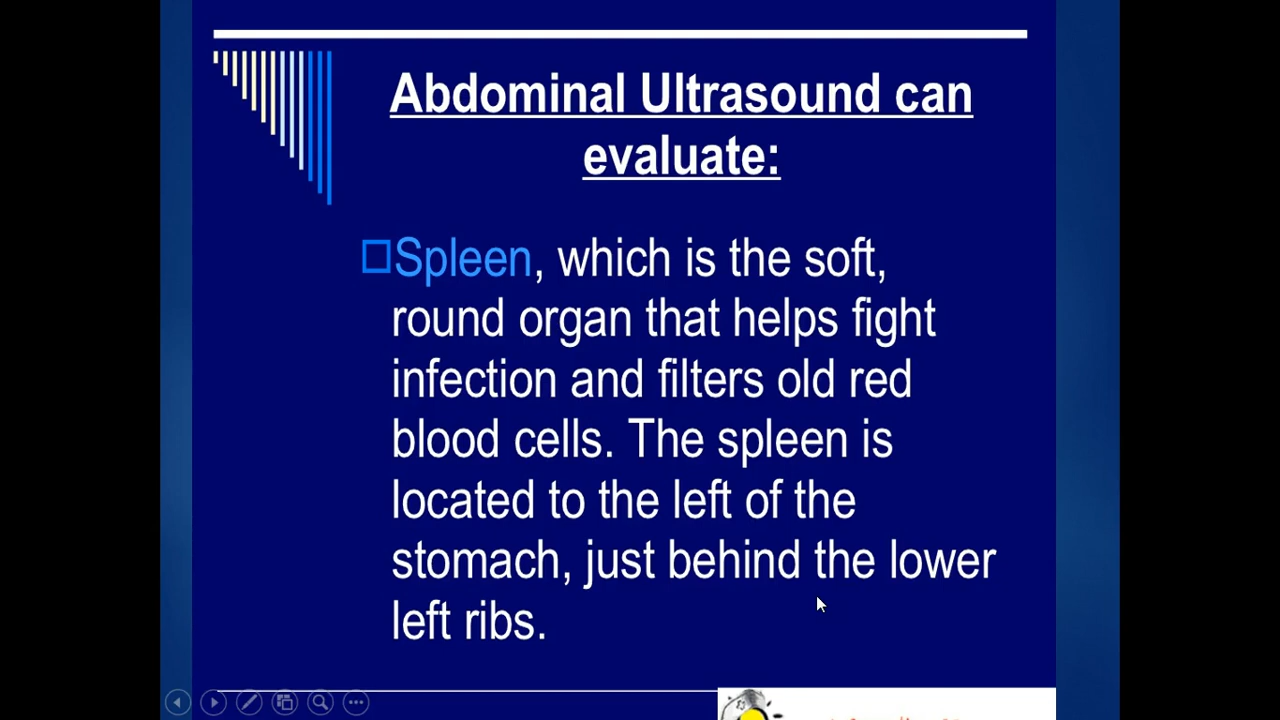 Abdominal Ultrasound can
evaluate:
Spleen, which is the soft,
round organ that helps fight
infection and filters old red
blood cells. The spleen is
located to the left of the
stomach, just behind the lower
left ribs.